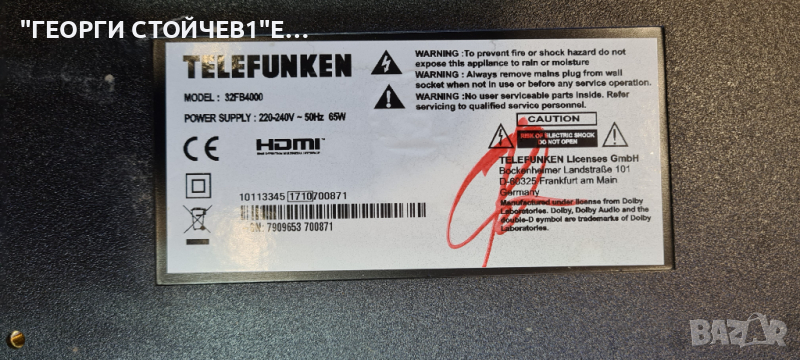 "ГЕОРГИ СТОЙЧЕВ1"Е...
TELEFUNKEN
MODEL : 32FB4000
POWER SUPPLY : 220-240V ~ 50Hz 65W
CE HDMI
10113345 1710 700871
7909653 700871
WARNING :To prevent fire or shock hazard do not
expose this appliance to rain or moisture
WARNING : Always remove mains plug from wall
socket when not in use or before any service operation.
WARNING :No user serviceable parts inside. Refer
servicing to qualified service personnel.
CAUTION
RISK OF ELECTRIC SHOCK
DO NOT OPEN
TELEFUNKEN Licenses GmbH
Bockenheimer Landstraße 101
D-60325 Frankfurt am Main
Germany
Manufactured under license from Dolby
Laboratories. Dolby, Dolby Audio and the
double-D symbol are trademarks of Dolby
Laboratories.
BAZAR